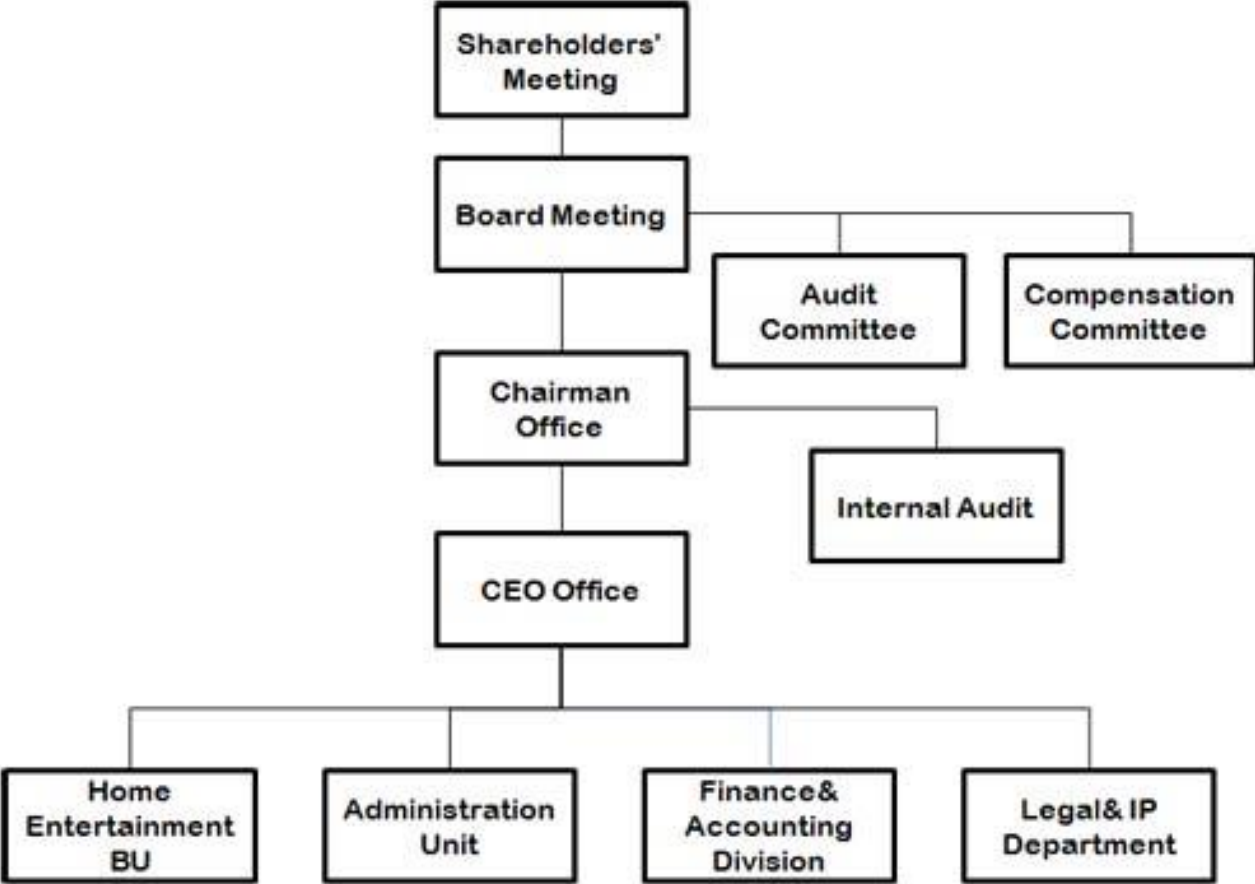 Shareholders'
Meeting
Board Meeting
Audit
Committee
Compensation
Committee
Chairman
Office
Internal Audit
CEO Office
Home
Entertainment
BU
Administration
Unit
Finance&
Accounting
Division
Legal& IP
Department